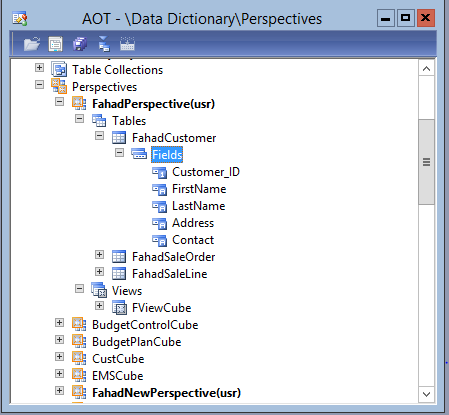 AOT - \Data Dictionary\Perspectives
Table Collections
Perspectives
FahadPerspective(usr)
Tables
FahadCustomer
Fields
Customer_ID
FirstName
LastName
Address
Contact
FahadSaleOrder
FahadSaleLine
Views
FViewCube
BudgetControlCube
BudgetPlanCube
CustCube
EMSCube
FahadNewPerspective(usr)